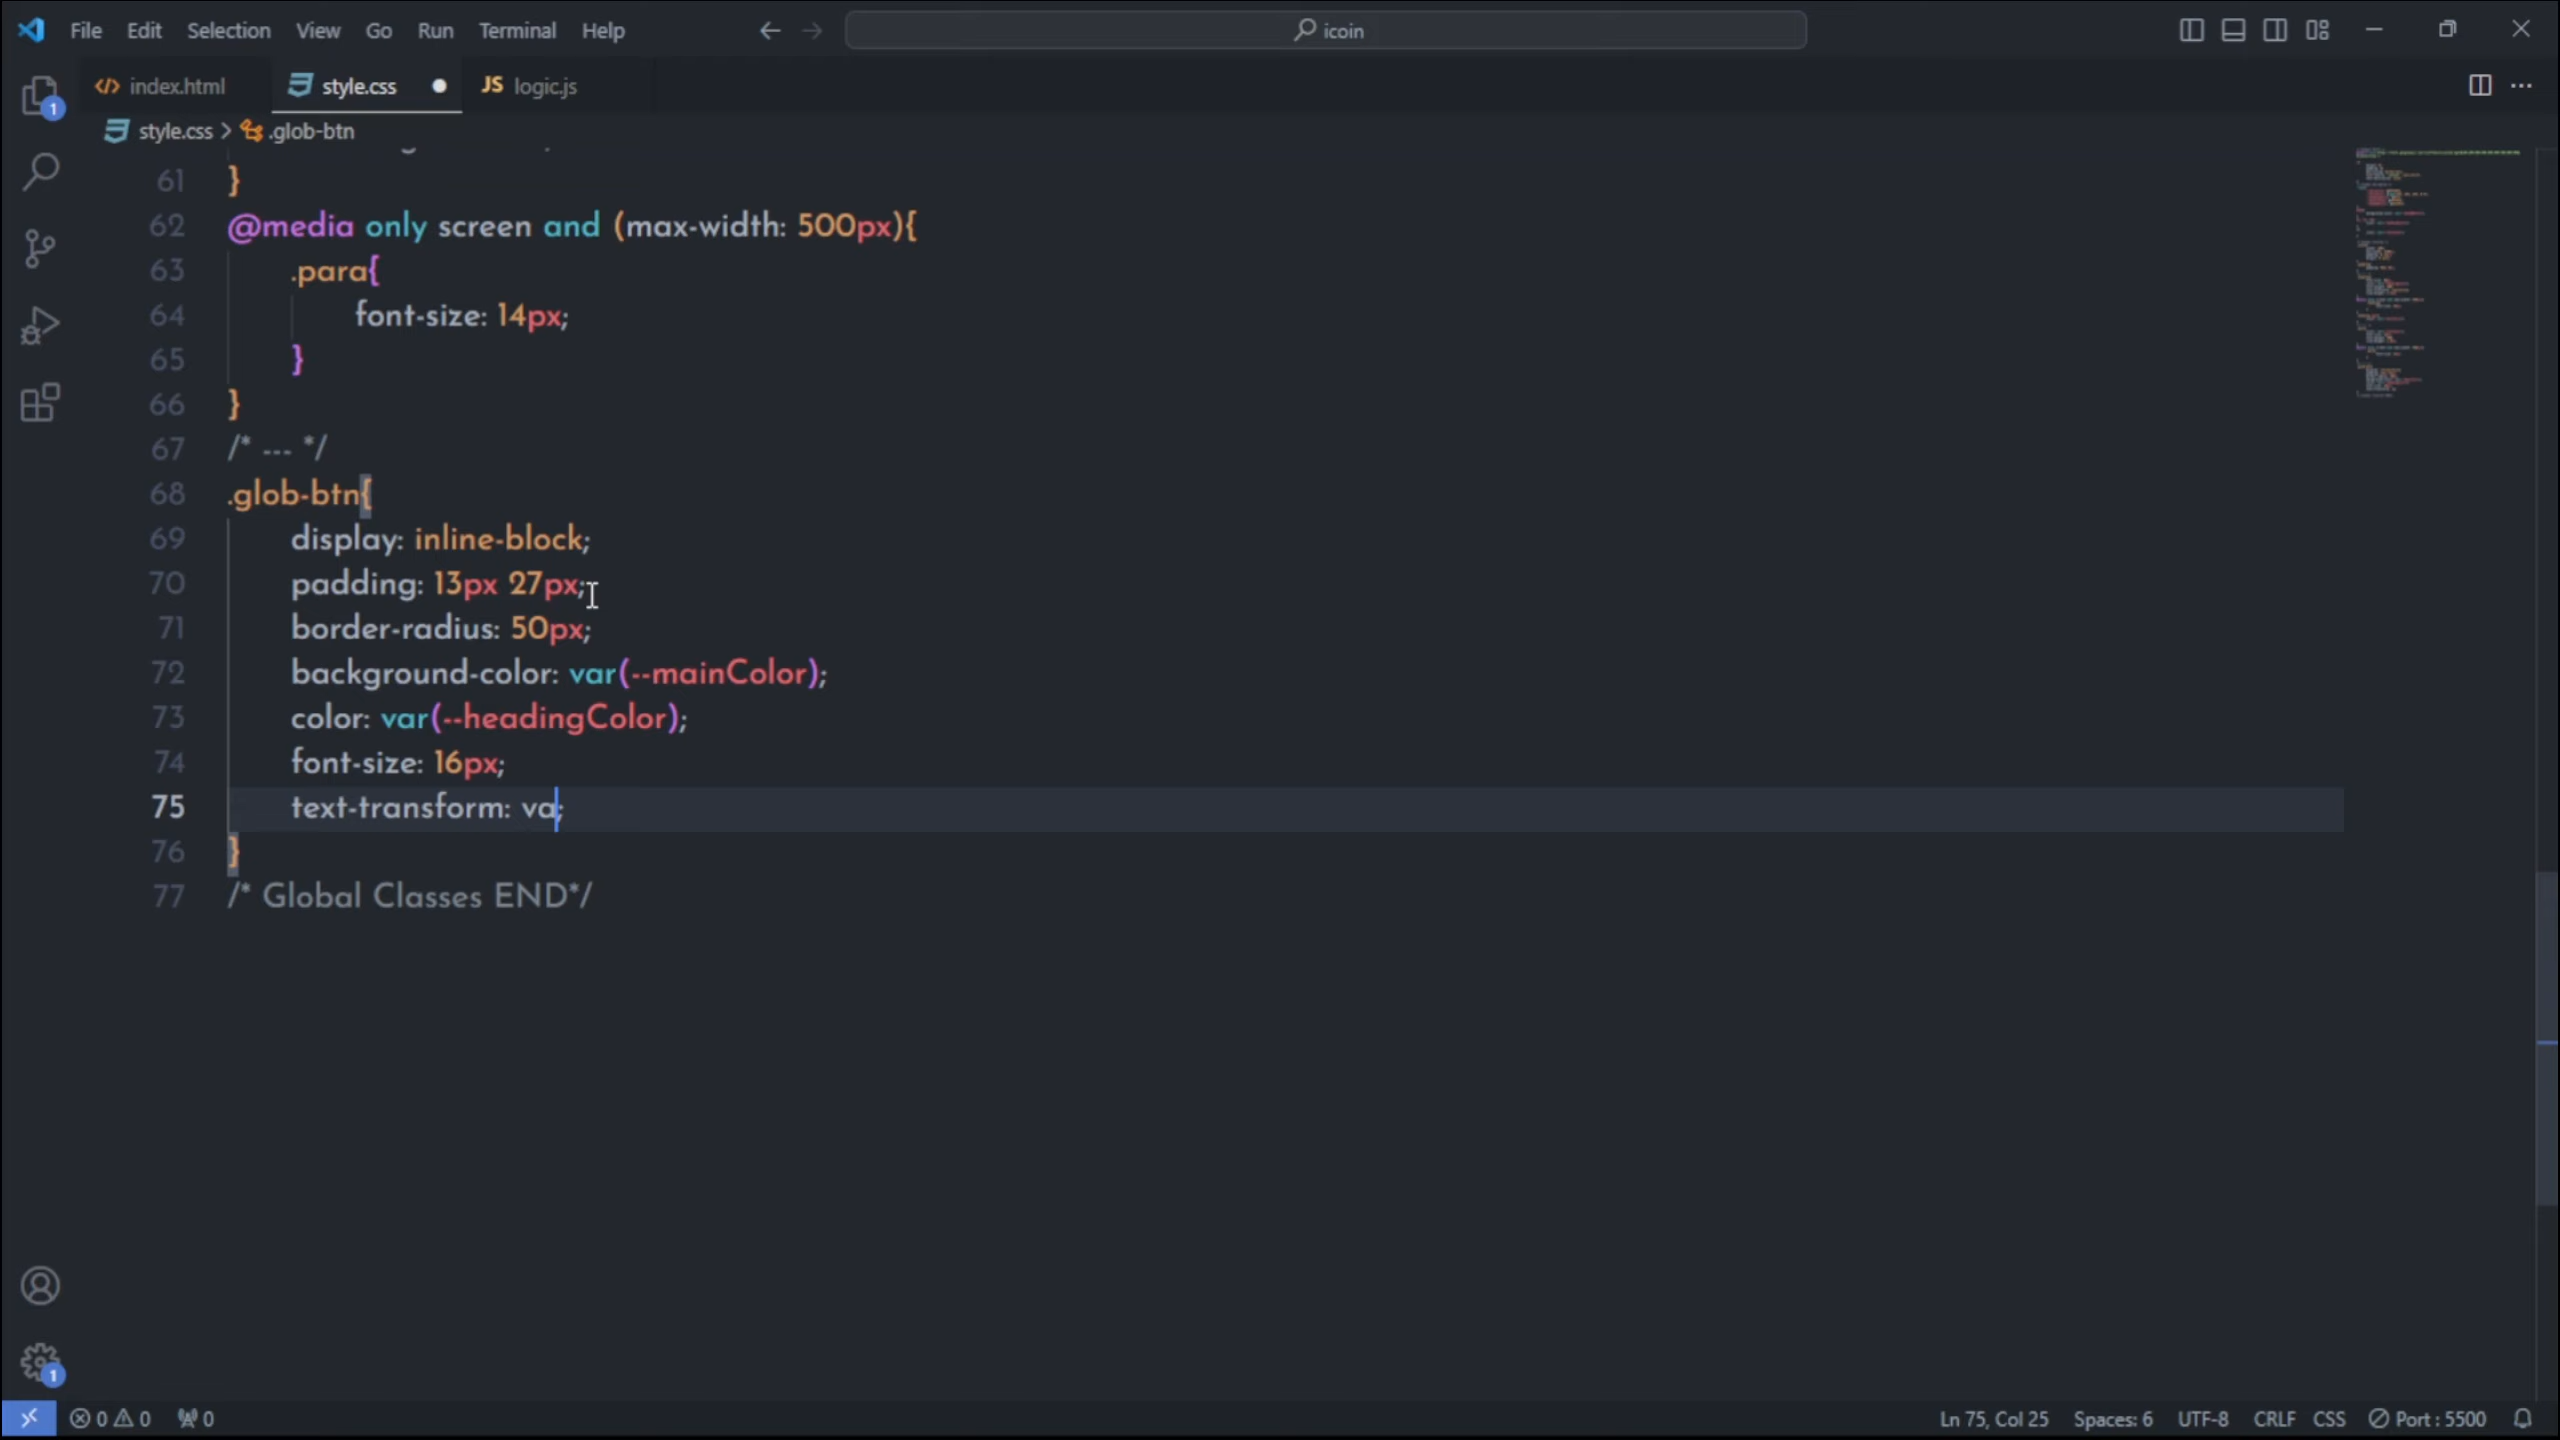 File Edit Selection View Go Run Terminal Help icoin
index.html style.css JS logic.js
style.css > .glob-btn
61 }
62 @media only screen and (max-width: 500px){
63 .para{
64 font-size: 14px;
65 }
66 }
67 /* --- */
68 .glob-btn{
69 display: inline-block;
70 padding: 13px 27px;
71 border-radius: 50px;
72 background-color: var(--mainColor);
73 color: var(--headingColor);
74 font-size: 16px;
75 text-transform: va;
76 }
77 /* Global Classes END*/
1
1
0 0 0 Ln 75, Col 25 Spaces: 6 UTF-8 CRLF CSS Port : 5500